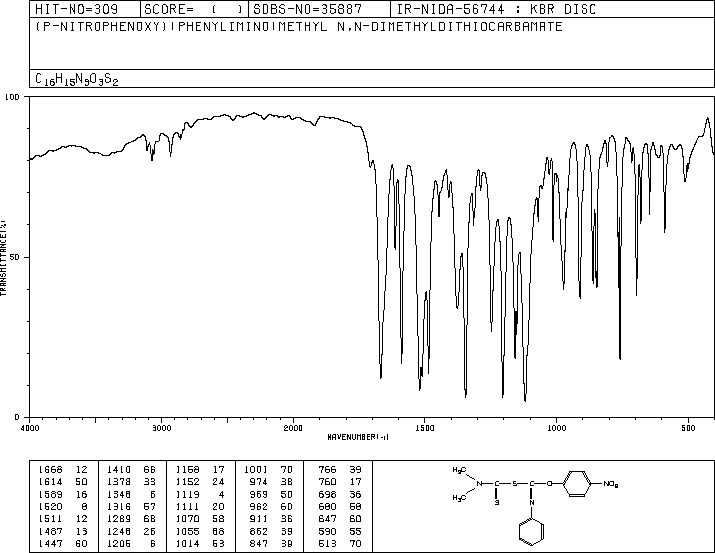 HIT-NO=309 SCORE= ( ) SDBS-NO=35887 IR-NIDA-56744 : KBR DISC
(P-NITROPHENOXY)(PHENYLIMINO)METHYL N,N-DIMETHYLDITHIOCARBAMATE
C16H15N3O3S2
100
50
0
TRANSMITTANCE(%)
4000 3000 2000 1500 1000 500
WAVENUMBER(-1)
1668 12 1410 66 1158 17 1001 70 766 39
1614 50 1378 33 1152 24 974 38 760 17
1589 16 1346 6 1119 4 969 50 698 36
1520 8 1316 57 1111 20 962 60 680 58
1511 12 1289 68 1070 58 911 36 647 60
1487 13 1248 26 1055 68 862 39 590 55
1447 60 1205 6 1014 53 847 39 513 70
H3C
N C S C O NO2
H3C
S N